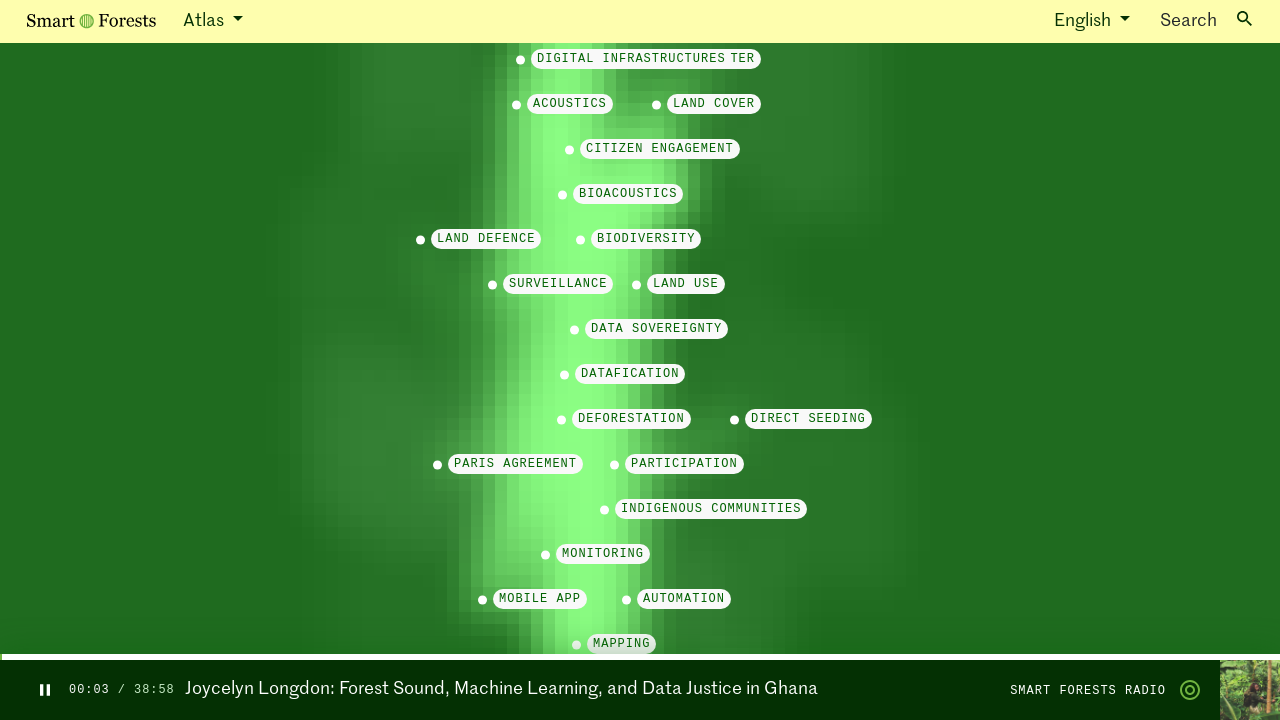 Smart Forests Atlas English Search
DIGITAL INFRASTRUCTURES TER
ACOUSTICS LAND COVER
CITIZEN ENGAGEMENT
BIOACOUSTICS
LAND DEFENCE BIODIVERSITY
SURVEILLANCE LAND USE
DATA SOVEREIGNTY
DATAFICATION
DEFORESTATION DIRECT SEEDING
PARIS AGREEMENT PARTICIPATION
INDIGENOUS COMMUNITIES
MONITORING
MOBILE APP AUTOMATION
MAPPING
00:03 / 38:58 Joycelyn Longdon: Forest Sound, Machine Learning, and Data Justice in Ghana SMART FORESTS RADIO